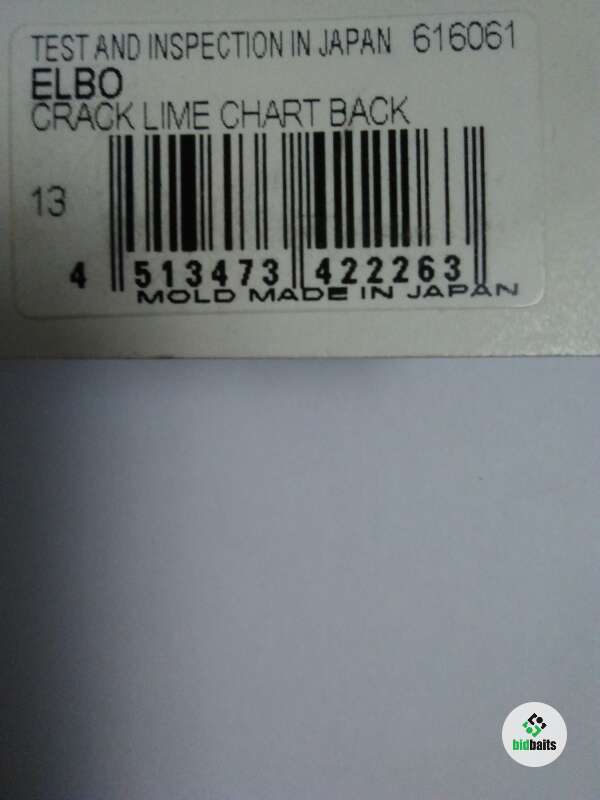 TEST AND INSPECTION IN JAPAN 616061
ELBO
CRACK LIME CHART BACK
13
4 513473 422263
MOLD MADE IN JAPAN
bidbaits